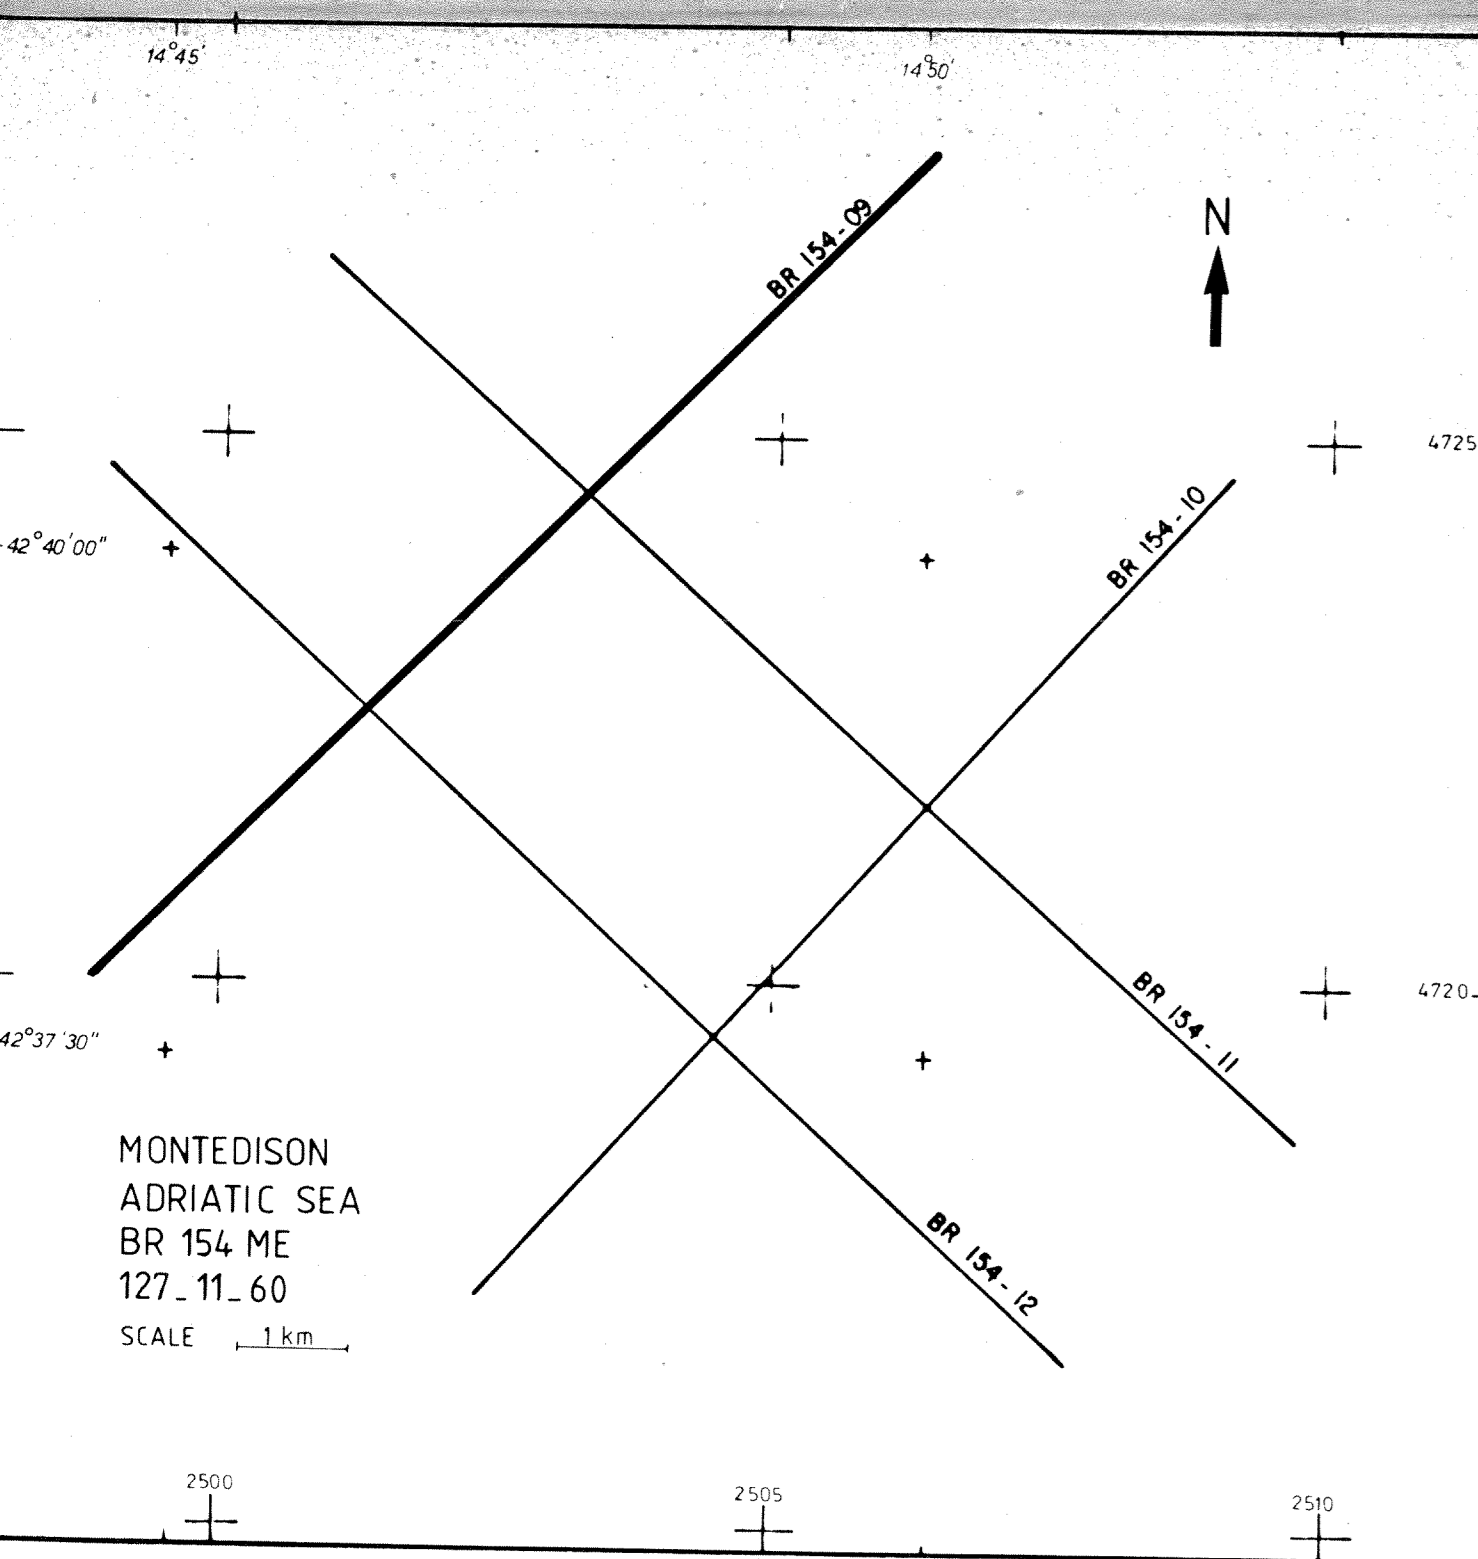 14°45'
14°50'
BR 154-09
N
4725
42°40'00"
BR 154-10
4720
42°37'30"
BR 154-11
MONTEDISON
ADRIATIC SEA
BR 154 ME
127_11_60
SCALE 1 km
BR 154-12
2500
2505
2510